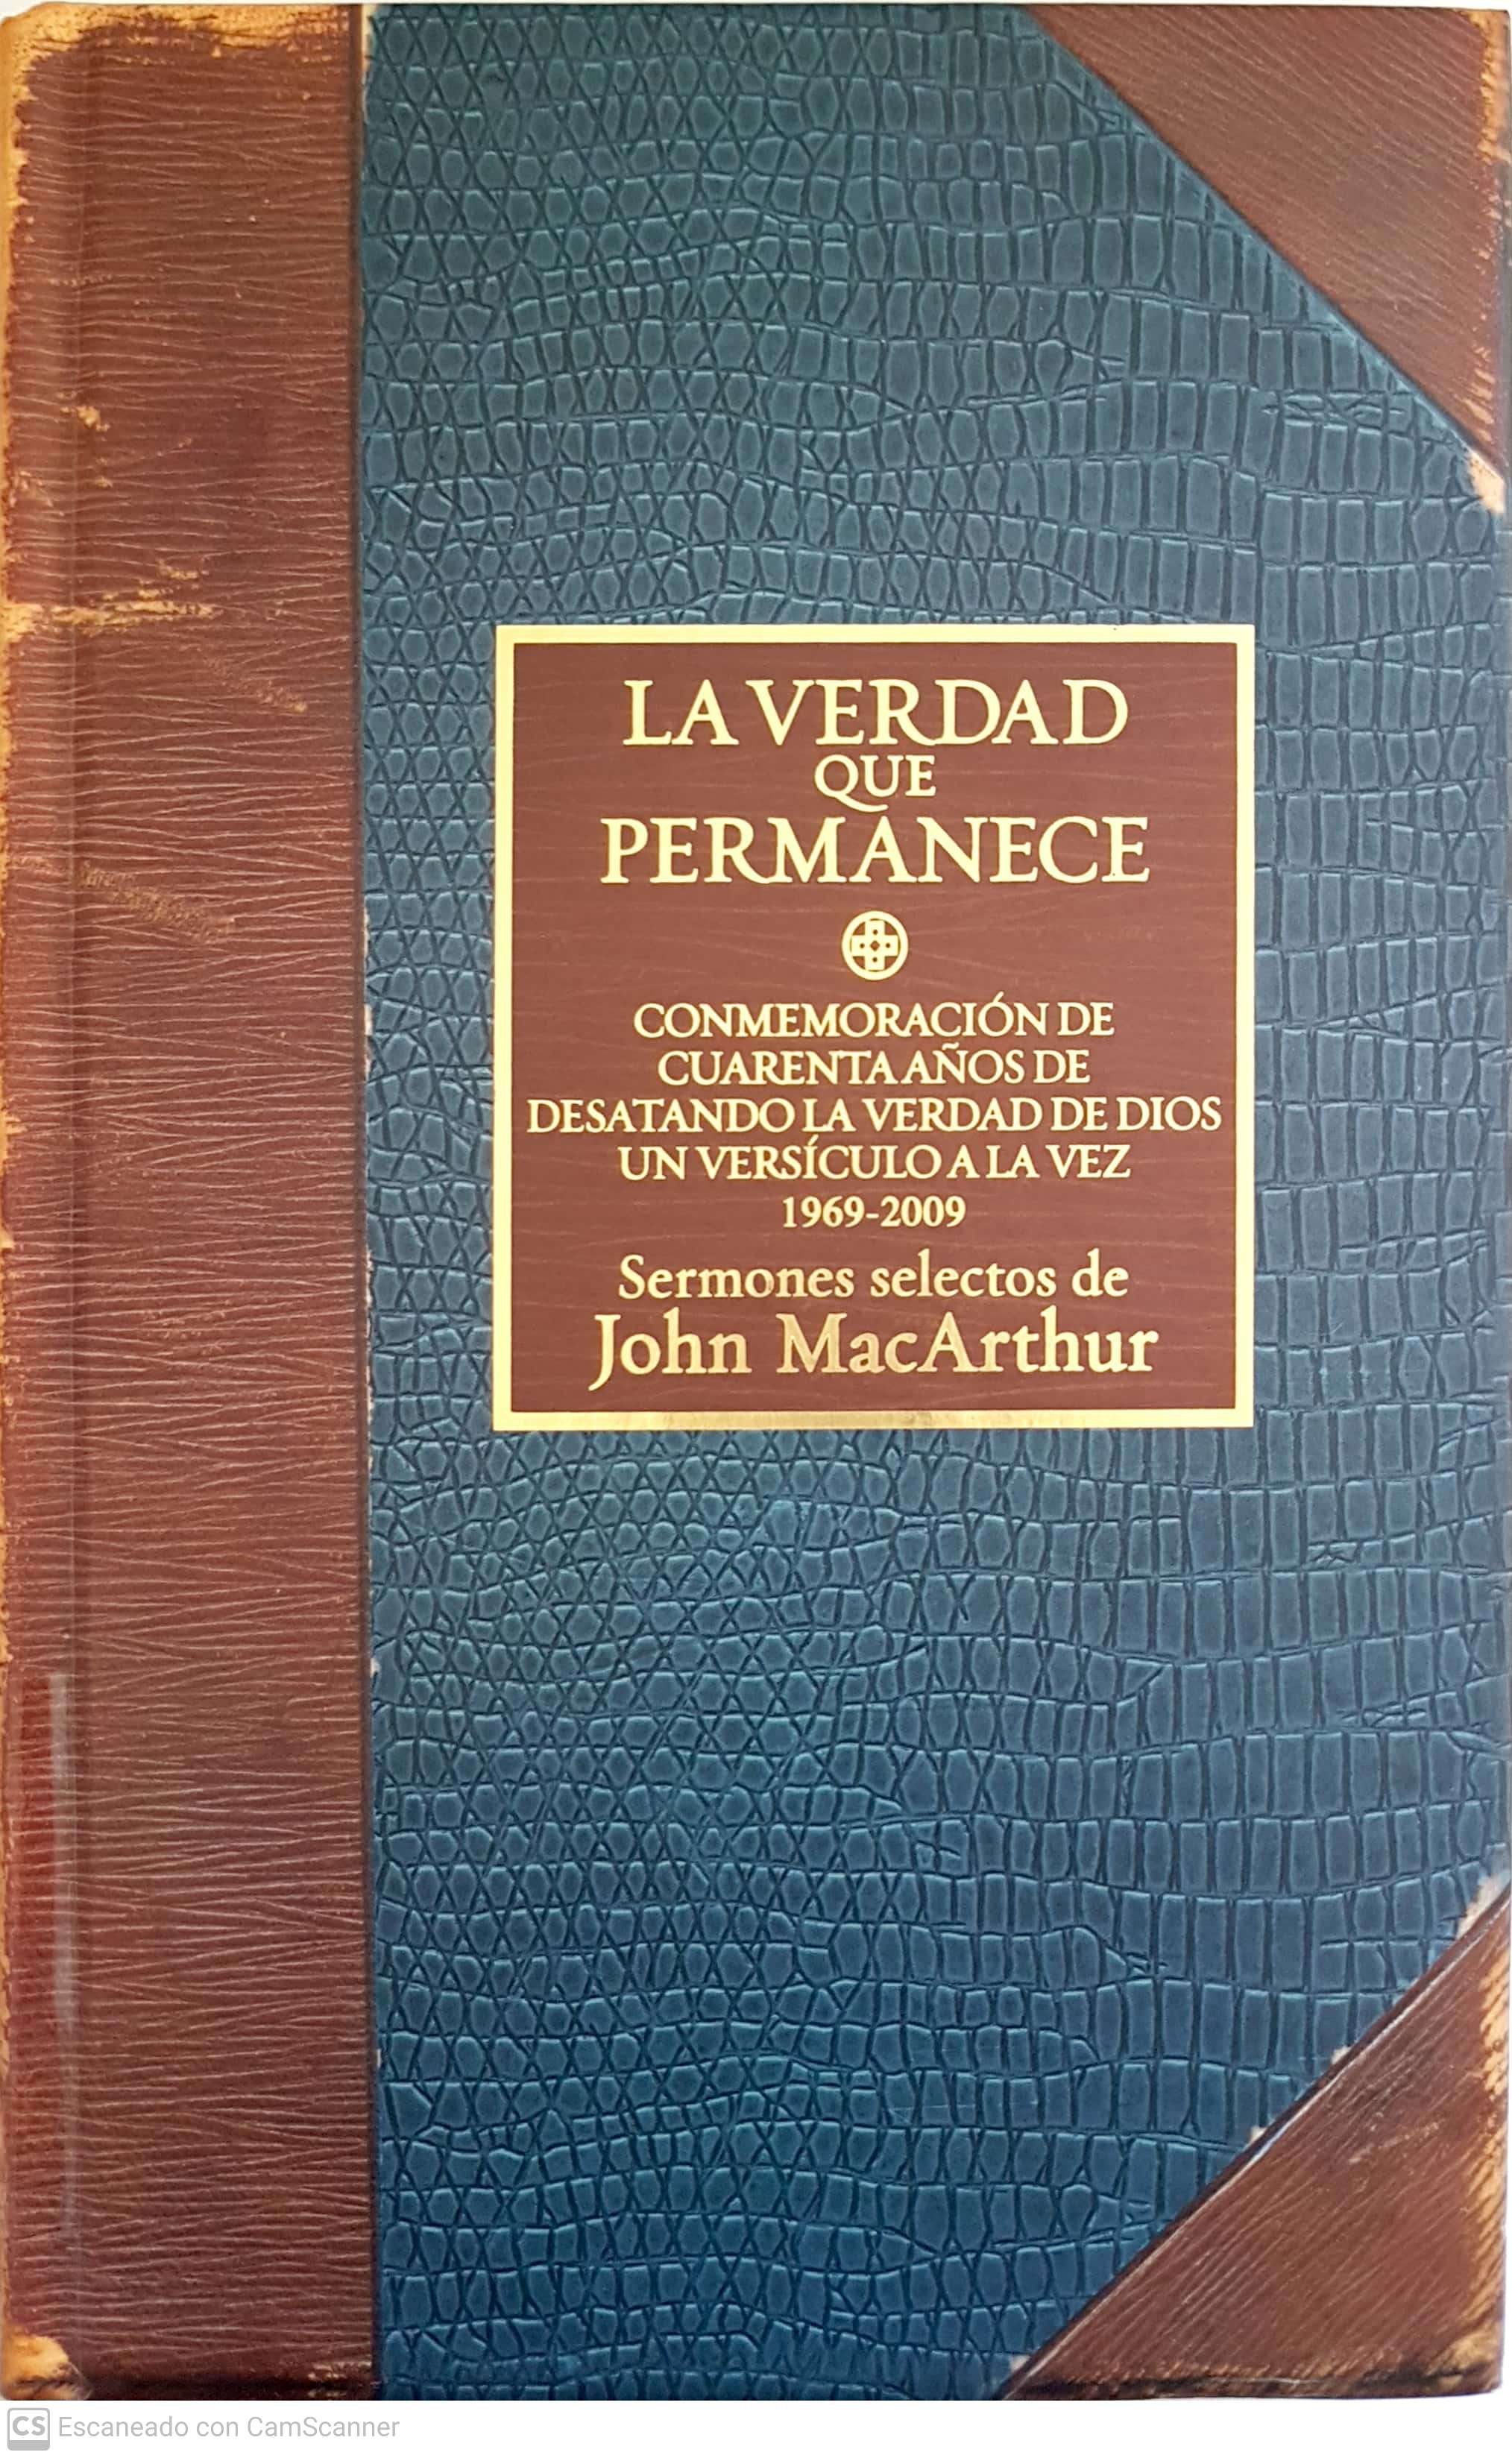 LA VERDAD
QUE
PERMANECE
CONMEMORACIÓN DE
CUARENTA AÑOS DE
DESATANDO LA VERDAD DE DIOS
UN VERSÍCULO A LA VEZ
1969-2009
Sermones selectos de
John MacArthur
CS Escaneado con CamScanner